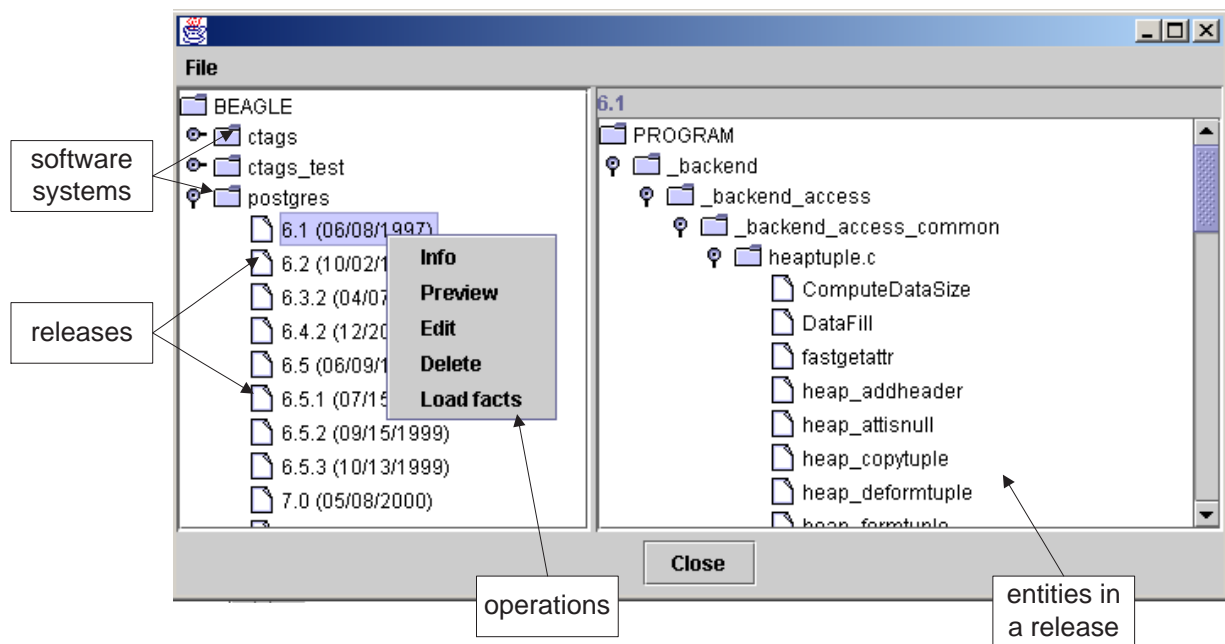 File
BEAGLE
ctags
ctags_test
postgres
6.1 (06/08/1997)
6.2 (10/02/1
6.3.2 (04/07
6.4.2 (12/20
6.5 (06/09/1
6.5.1 (07/15
6.5.2 (09/15/1999)
6.5.3 (10/13/1999)
7.0 (05/08/2000)
Info
Preview
Edit
Delete
Load facts
6.1
PROGRAM
_backend
_backend_access
_backend_access_common
heaptuple.c
ComputeDataSize
DataFill
fastgetattr
heap_addheader
heap_attisnull
heap_copytuple
heap_deformtuple
heap_formtuple
Close
software
systems
releases
operations
entities in
a release